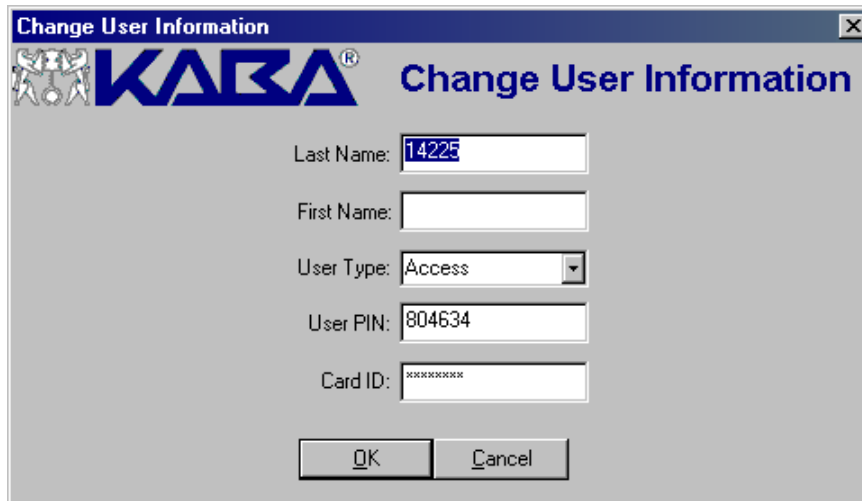 Change User Information
KABA® Change User Information
Last Name: 14225
First Name:
User Type: Access
User PIN: 804634
Card ID: ********
OK Cancel